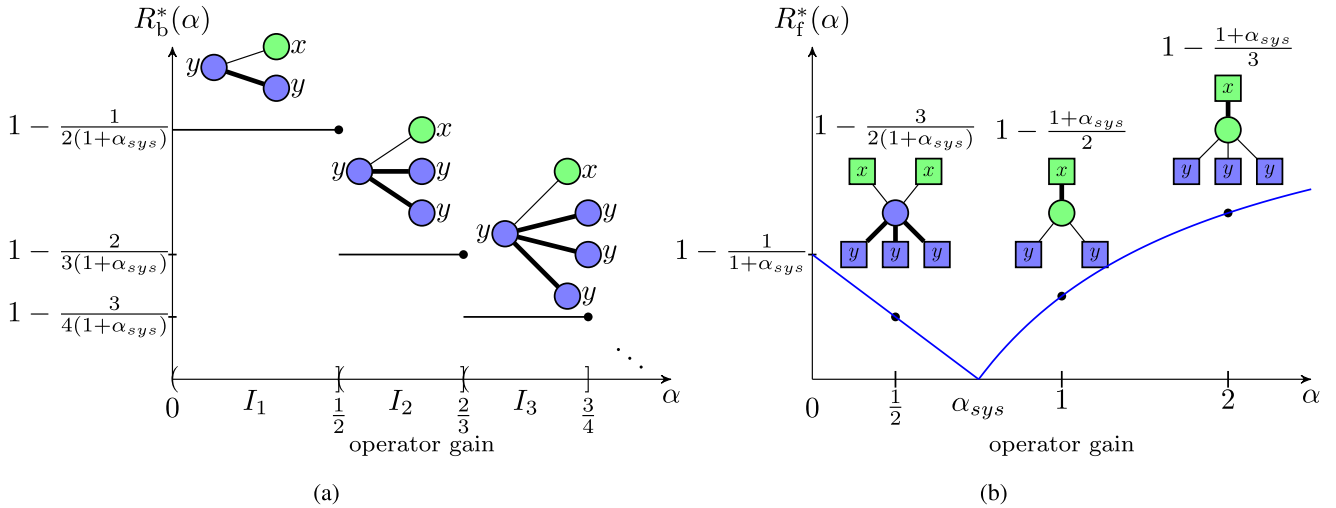 R*_b(α)
y x
y
1 − 1/(2(1+α_sys))
x
y y
y
1 − 2/(3(1+α_sys))
x
y
y
y
y
1 − 3/(4(1+α_sys))
⋱
0 ( I_1 ] 1/2 ( I_2 ] 2/3 ( I_3 ] 3/4 α
operator gain
(a)
R*_f(α)
1 − (1+α_sys)/3
x
y y y
1 − 3/(2(1+α_sys))
x x
y y y
1 − (1+α_sys)/2
x
y y
1 − 1/(1+α_sys)
0 1/2 α_sys 1 2 α
operator gain
(b)